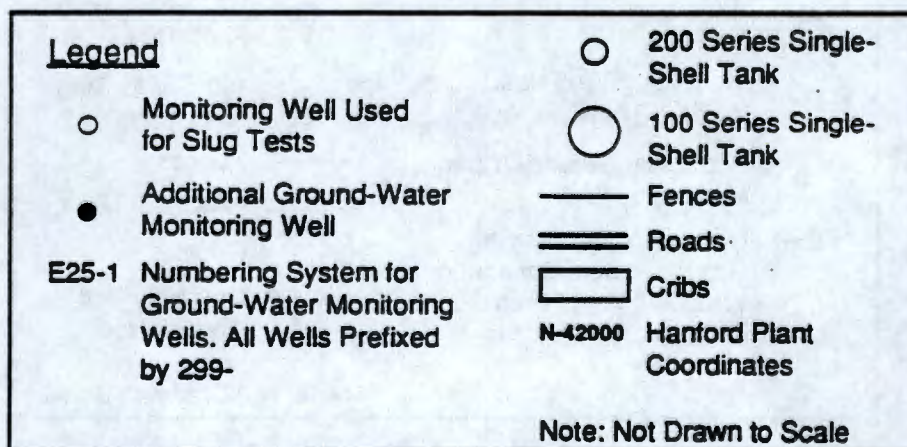 Legend
Monitoring Well Used
for Slug Tests
Additional Ground-Water
Monitoring Well
E25-1 Numbering System for
Ground-Water Monitoring
Wells. All Wells Prefixed
by 299-
200 Series Single-
Shell Tank
100 Series Single-
Shell Tank
Fences
Roads
Cribs
N-42000 Hanford Plant
Coordinates
Note: Not Drawn to Scale